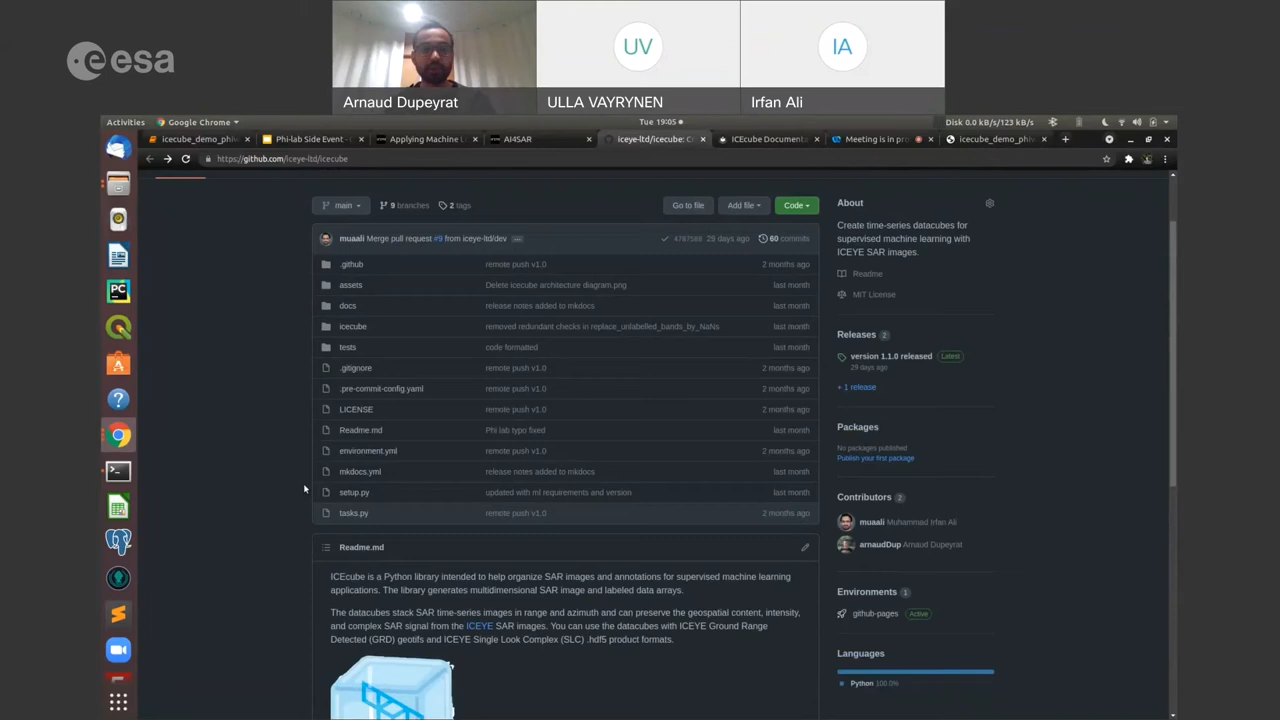 esa
UV
IA
Arnaud Dupeyrat
ULLA VAYRYNEN
Irfan Ali
Activities
Google Chrome
Tue 19:05
Disk 0.0 kB/s/123 kB/s
icecube_demo_phiv
Phi-lab Side Event -
Applying Machine L
AI4SAR
iceye-ltd/icecube: C
ICEcube Documenta
Meeting is in pro
icecube_demo_phiv
https://github.com/iceye-ltd/icecube
main
9 branches
2 tags
Go to file
Add file
Code
muaali Merge pull request #9 from iceye-ltd/dev
29 days ago
60 commits
.github
remote push v1.0
2 months ago
assets
Delete icecube architecture diagram.png
last month
docs
release notes added to mkdocs
last month
icecube
removed redundant checks in replace_unlabelled_bands_by_NaNs
last month
tests
code formatted
last month
.gitignore
remote push v1.0
2 months ago
.pre-commit-config.yaml
remote push v1.0
2 months ago
LICENSE
remote push v1.0
2 months ago
Readme.md
Phi lab typo fixed
last month
environment.yml
remote push v1.0
2 months ago
mkdocs.yml
release notes added to mkdocs
last month
setup.py
updated with ml requirements and version
last month
tasks.py
remote push v1.0
2 months ago
Readme.md
ICEcube is a Python library intended to help organize SAR images and annotations for supervised machine learning
applications. The library generates multidimensional SAR image and labeled data arrays.
The datacubes stack SAR time-series images in range and azimuth and can preserve the geospatial content, intensity,
and complex SAR signal from the ICEYE SAR images. You can use the datacubes with ICEYE Ground Range
Detected (GRD) geotifs and ICEYE Single Look Complex (SLC) .hdf5 product formats.
About
Create time-series datacubes for
supervised machine learning with
ICEYE SAR images.
Readme
MIT License
Releases 2
version 1.1.0 released Latest
29 days ago
+ 1 release
Packages
No packages published
Publish your first package
Contributors 2
muaali Muhammad Irfan Ali
arnaudDup Arnaud Dupeyrat
Environments 1
github-pages Active
Languages
Python 100.0%
PC